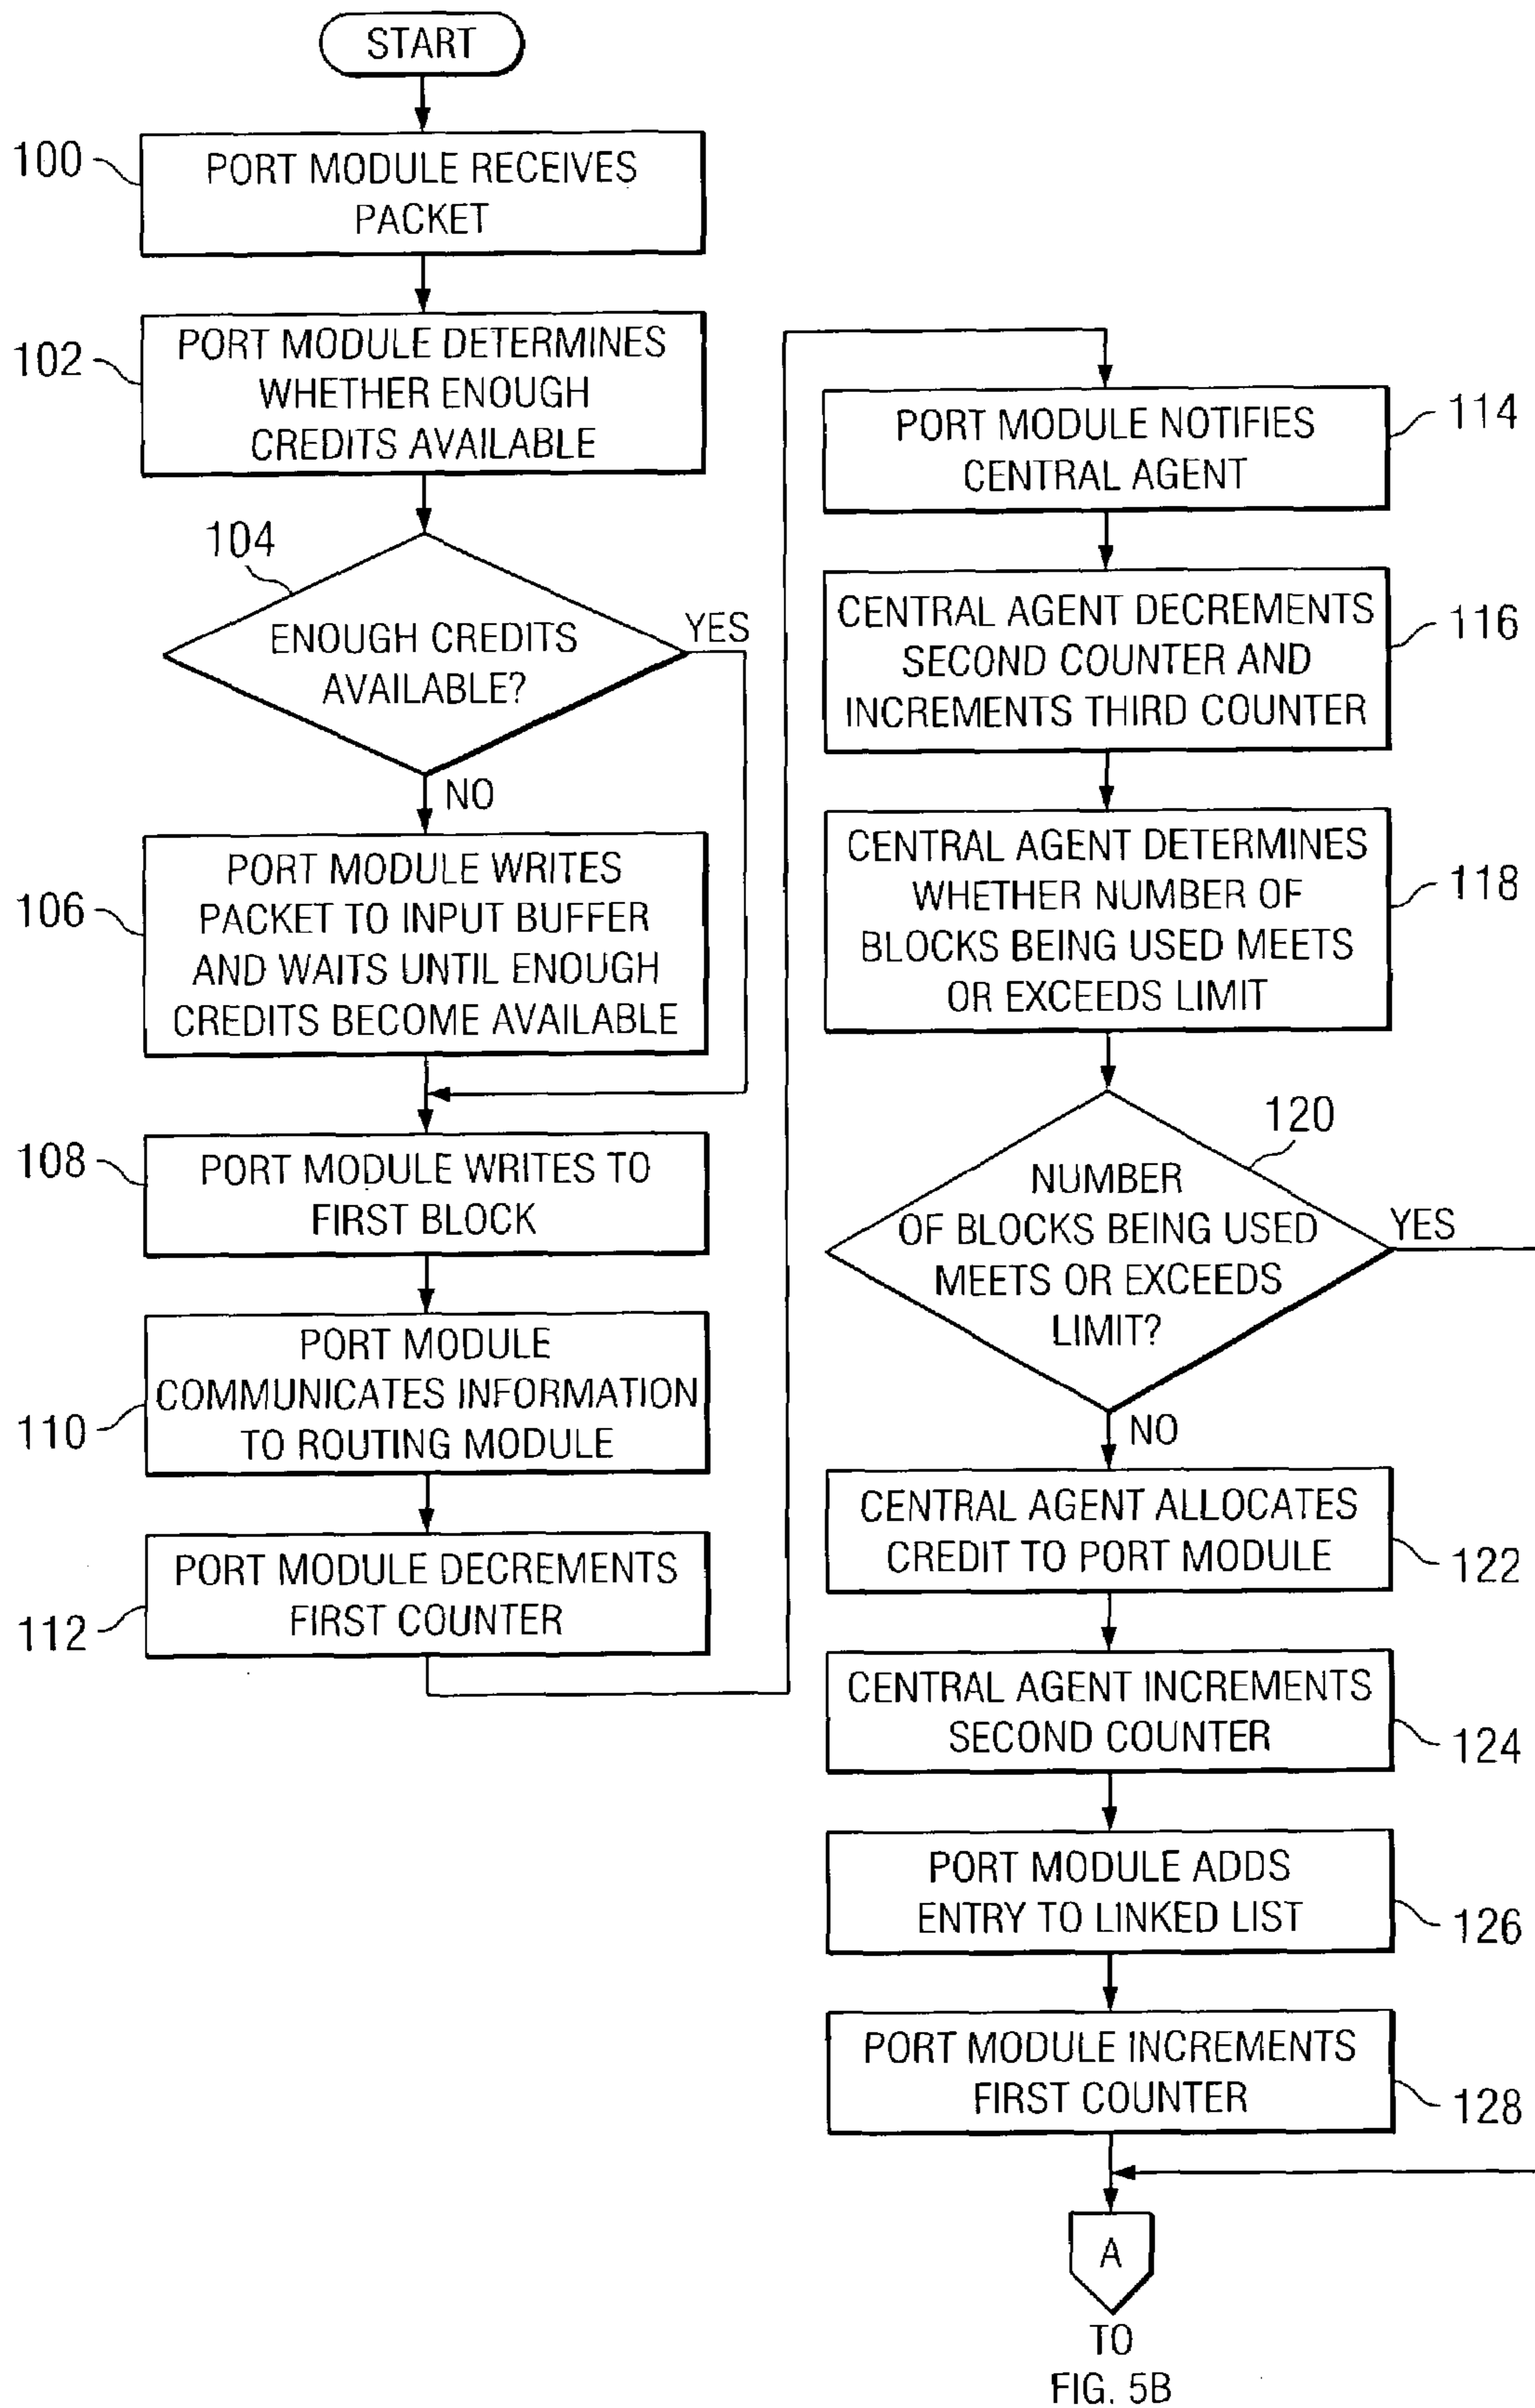 START
100
PORT MODULE RECEIVES
PACKET
102
PORT MODULE DETERMINES
WHETHER ENOUGH
CREDITS AVAILABLE
104
ENOUGH CREDITS
AVAILABLE?
YES
NO
106
PORT MODULE WRITES
PACKET TO INPUT BUFFER
AND WAITS UNTIL ENOUGH
CREDITS BECOME AVAILABLE
108
PORT MODULE WRITES TO
FIRST BLOCK
110
PORT MODULE
COMMUNICATES INFORMATION
TO ROUTING MODULE
112
PORT MODULE DECREMENTS
FIRST COUNTER
114
PORT MODULE NOTIFIES
CENTRAL AGENT
116
CENTRAL AGENT DECREMENTS
SECOND COUNTER AND
INCREMENTS THIRD COUNTER
118
CENTRAL AGENT DETERMINES
WHETHER NUMBER OF
BLOCKS BEING USED MEETS
OR EXCEEDS LIMIT
120
NUMBER
OF BLOCKS BEING USED
MEETS OR EXCEEDS
LIMIT?
YES
NO
CENTRAL AGENT ALLOCATES
CREDIT TO PORT MODULE
122
CENTRAL AGENT INCREMENTS
SECOND COUNTER
124
PORT MODULE ADDS
ENTRY TO LINKED LIST
126
PORT MODULE INCREMENTS
FIRST COUNTER
128
A
TO
FIG. 5B